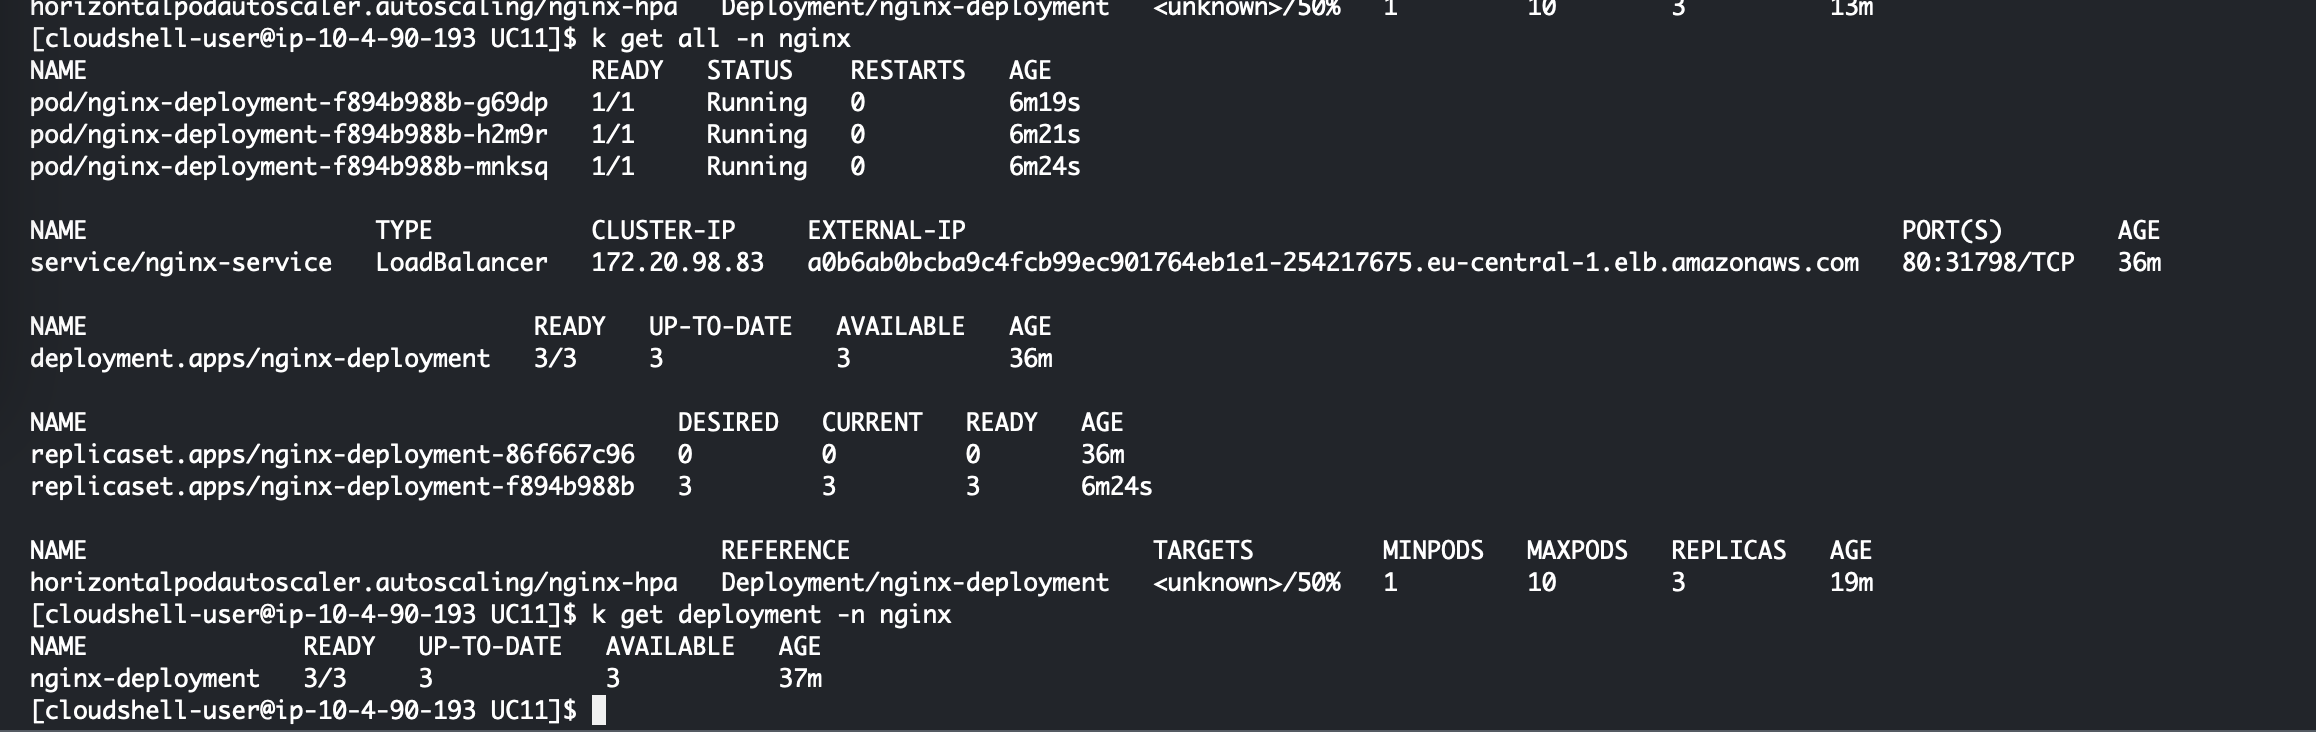 horizontalpodautoscaler.autoscaling/nginx-hpa   Deployment/nginx-deployment   <unknown>/50%   1         10        3          13m
[cloudshell-user@ip-10-4-90-193 UC11]$ k get all -n nginx
NAME                                   READY   STATUS    RESTARTS   AGE
pod/nginx-deployment-f894b988b-g69dp   1/1     Running   0          6m19s
pod/nginx-deployment-f894b988b-h2m9r   1/1     Running   0          6m21s
pod/nginx-deployment-f894b988b-mnksq   1/1     Running   0          6m24s
NAME                    TYPE           CLUSTER-IP     EXTERNAL-IP                                                                 PORT(S)        AGE
service/nginx-service   LoadBalancer   172.20.98.83   a0b6ab0bcba9c4fcb99ec901764eb1e1-254217675.eu-central-1.elb.amazonaws.com   80:31798/TCP   36m
NAME                               READY   UP-TO-DATE   AVAILABLE   AGE
deployment.apps/nginx-deployment   3/3     3            3           36m
NAME                                         DESIRED   CURRENT   READY   AGE
replicaset.apps/nginx-deployment-86f667c96   0         0         0       36m
replicaset.apps/nginx-deployment-f894b988b   3         3         3       6m24s
NAME                                            REFERENCE                     TARGETS         MINPODS   MAXPODS   REPLICAS   AGE
horizontalpodautoscaler.autoscaling/nginx-hpa   Deployment/nginx-deployment   <unknown>/50%   1         10        3          19m
[cloudshell-user@ip-10-4-90-193 UC11]$ k get deployment -n nginx
NAME               READY   UP-TO-DATE   AVAILABLE   AGE
nginx-deployment   3/3     3            3           37m
[cloudshell-user@ip-10-4-90-193 UC11]$